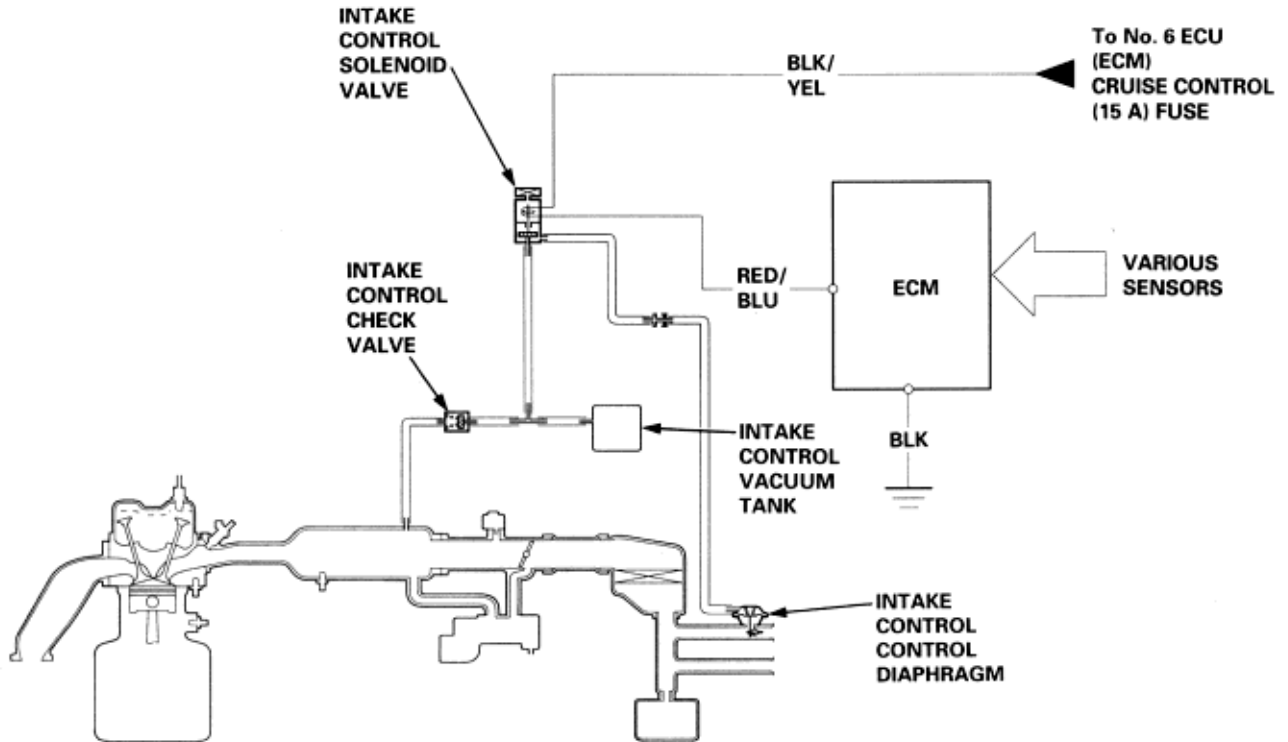 INTAKE
CONTROL
SOLENOID
VALVE
BLK/
YEL
To No. 6 ECU
(ECM)
CRUISE CONTROL
(15 A) FUSE
INTAKE
CONTROL
CHECK
VALVE
RED/
BLU
ECM
VARIOUS
SENSORS
INTAKE
CONTROL
VACUUM
TANK
BLK
INTAKE
CONTROL
CONTROL
DIAPHRAGM